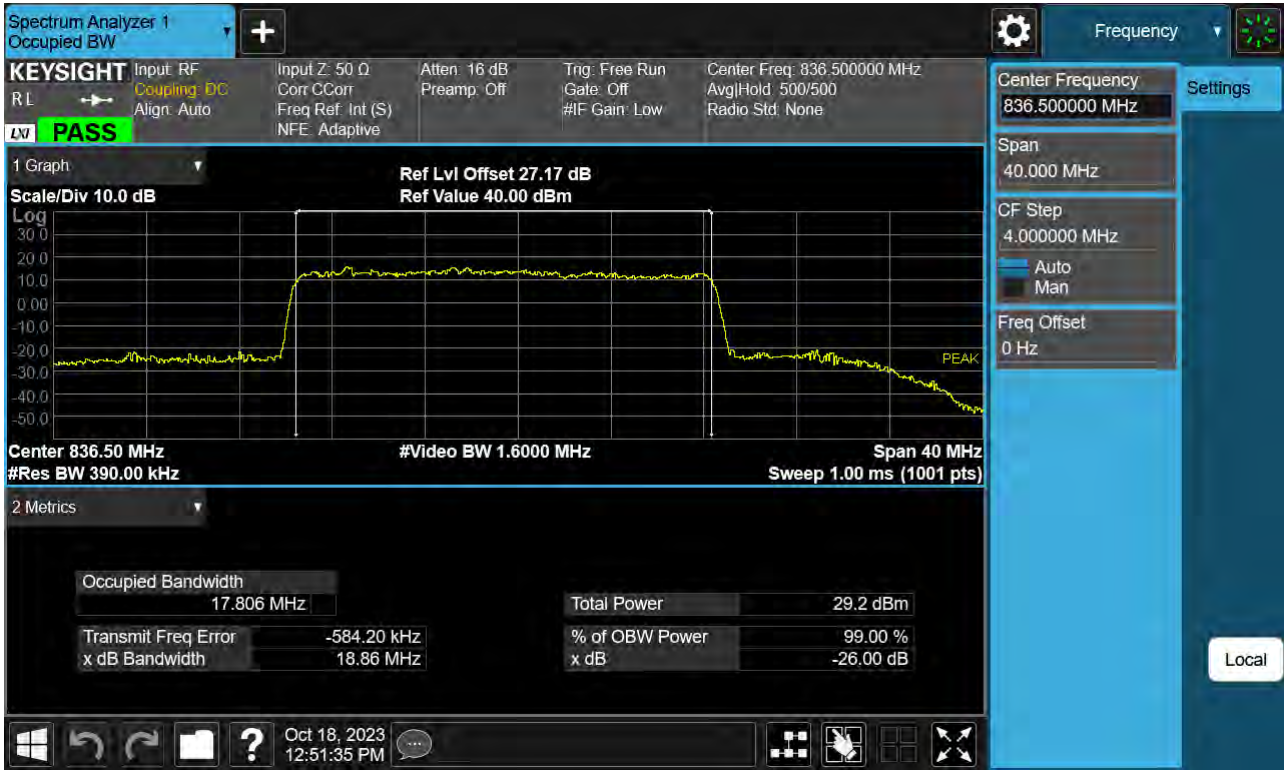 Spectrum Analyzer 1
Occupied BW
+
Frequency
KEYSIGHT
RL
LXI
PASS
Input: RF
Coupling: DC
Align: Auto
Input Z: 50 Ω
Corr CCorr
Freq Ref: Int (S)
NFE: Adaptive
Atten: 16 dB
Preamp: Off
Trig: Free Run
Gate: Off
#IF Gain: Low
Center Freq: 836.500000 MHz
Avg|Hold: 500/500
Radio Std: None
Center Frequency
836.500000 MHz
Settings
Span
40.000 MHz
CF Step
4.000000 MHz
Auto
Man
Freq Offset
0 Hz
Local
1 Graph
Scale/Div 10.0 dB
Ref Lvl Offset 27.17 dB
Ref Value 40.00 dBm
Log
30.0
20.0
10.0
0.00
-10.0
-20.0
-30.0
-40.0
-50.0
PEAK
Center 836.50 MHz
#Video BW 1.6000 MHz
Span 40 MHz
#Res BW 390.00 kHz
Sweep 1.00 ms (1001 pts)
2 Metrics
Occupied Bandwidth
17.806 MHz
Total Power 29.2 dBm
Transmit Freq Error -584.20 kHz
% of OBW Power 99.00 %
x dB Bandwidth 18.86 MHz
x dB -26.00 dB
?
Oct 18, 2023
12:51:35 PM